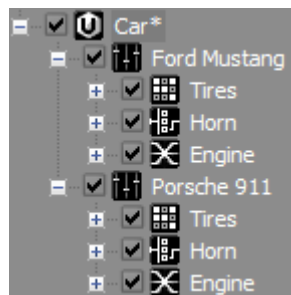 Car*
Ford Mustang
Tires
Horn
Engine
Porsche 911
Tires
Horn
Engine